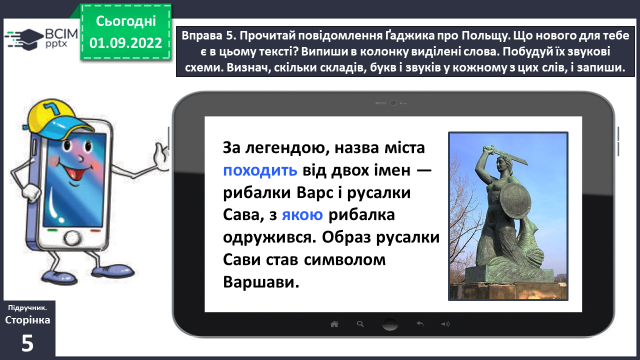 Сьогодні
01.09.2022
ВСІМ
pptx
Вправа 5. Прочитай повідомлення Ґаджика про Польщу. Що нового для тебе
є в цьому тексті? Випиши в колонку виділені слова. Побудуй їх звукові
схеми. Визнач, скільки складів, букв і звуків у кожному з цих слів, і запиши.
За легендою, назва міста
походить від двох імен —
рибалки Варс і русалки
Сава, з якою рибалка
одружився. Образ русалки
Сави став символом
Варшави.
Підручник.
Сторінка
5